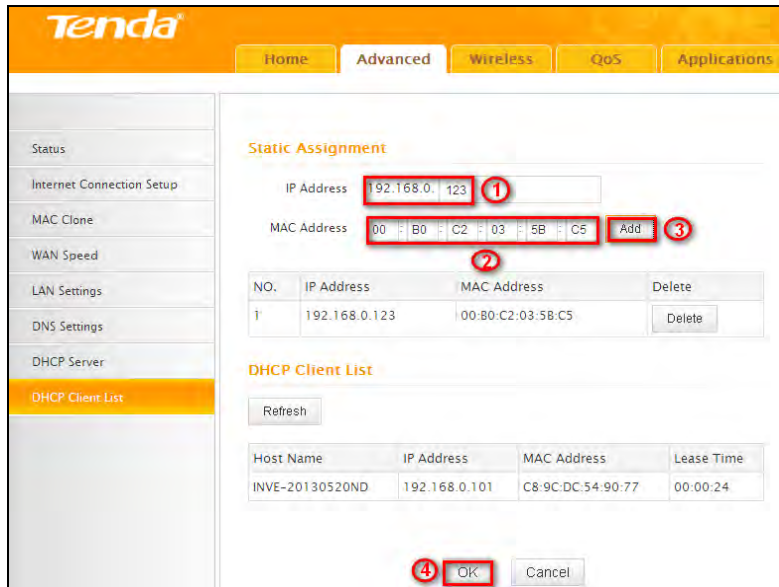 Tenda®
Home Advanced Wireless QoS Applications
Status
Internet Connection Setup
MAC Clone
WAN Speed
LAN Settings
DNS Settings
DHCP Server
DHCP Client List
Static Assignment
IP Address 192.168.0. 123 1
MAC Address 00 : B0 : C2 : 03 : 5B : C5 Add 3
2
NO. IP Address MAC Address Delete
1 192.168.0.123 00:B0:C2:03:5B:C5 Delete
DHCP Client List
Refresh
Host Name IP Address MAC Address Lease Time
INVE-20130520ND 192.168.0.101 C8:9C:DC:54:90:77 00:00:24
4 OK Cancel